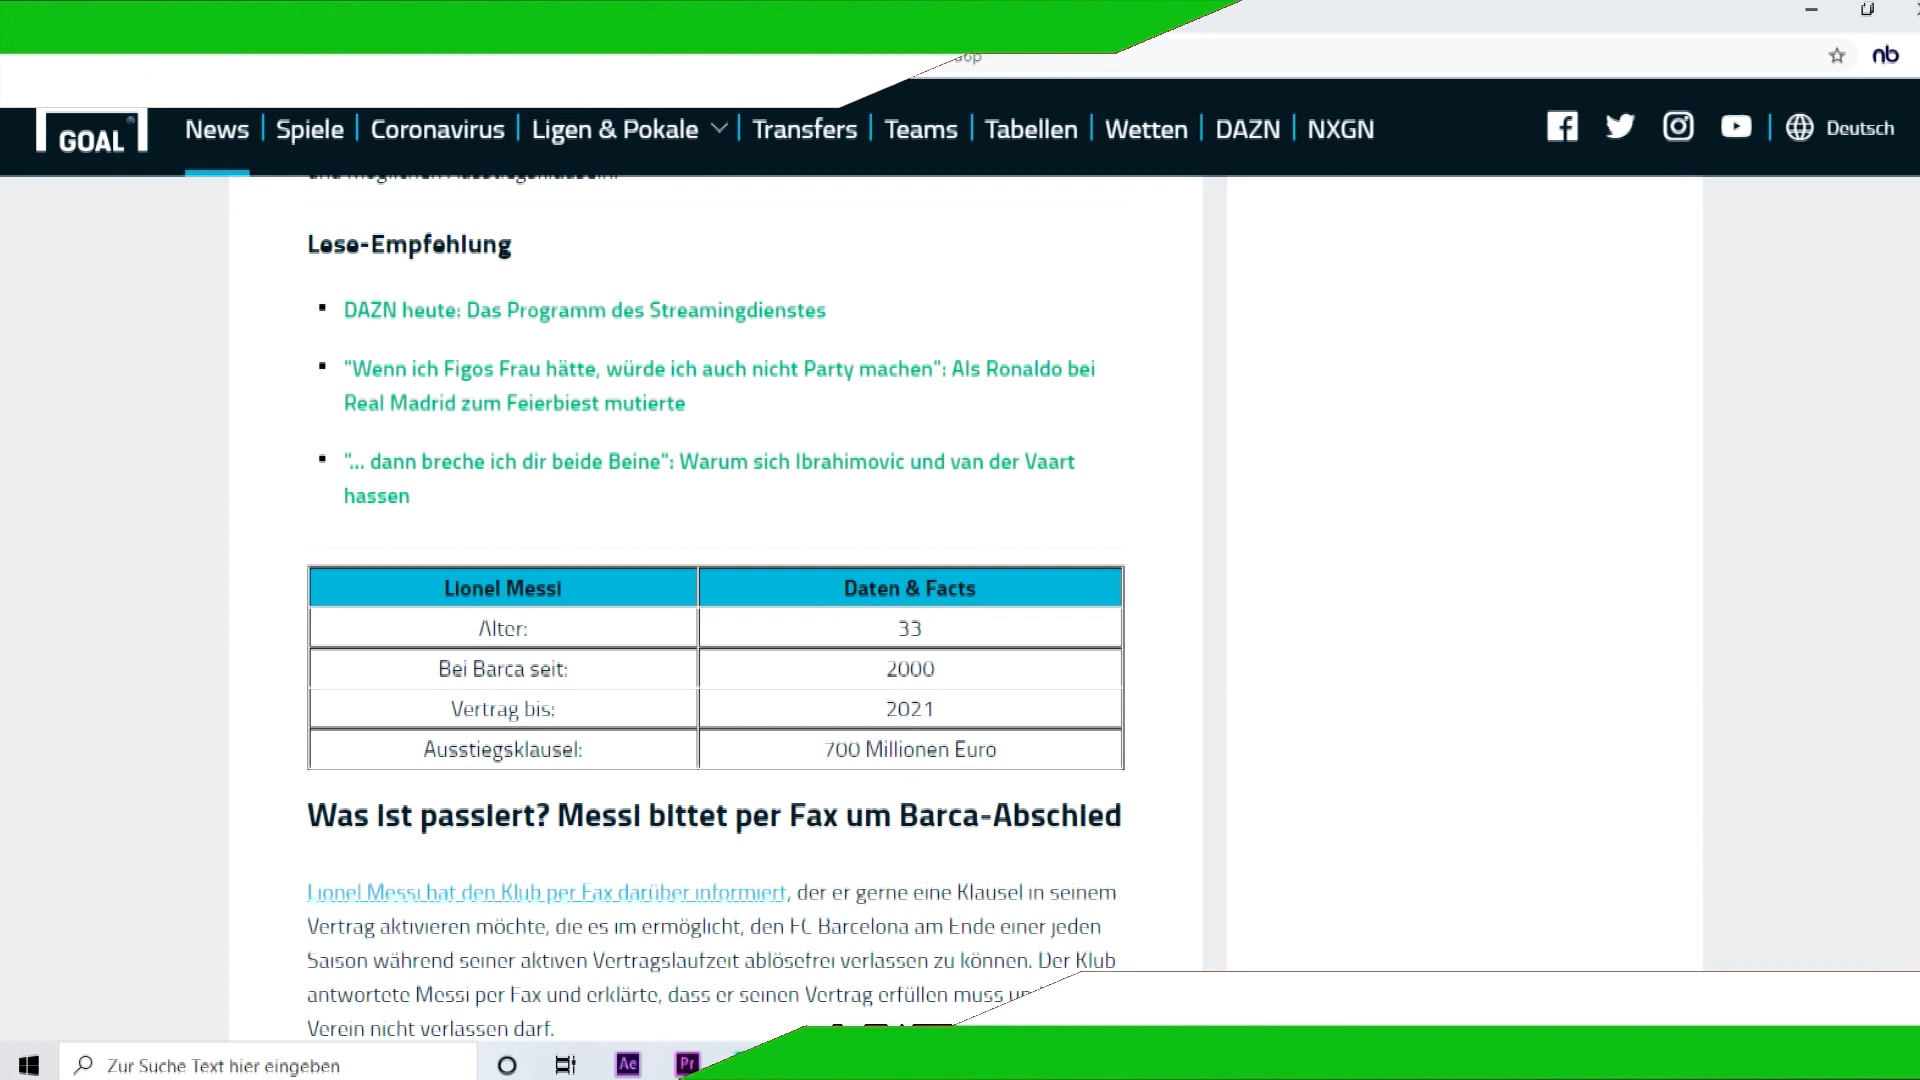 nb
GOAL
News
Spiele
Coronavirus
Ligen & Pokale
Transfers
Teams
Tabellen
Wetten
DAZN
NXGN
Deutsch
Lese-Empfehlung
DAZN heute: Das Programm des Streamingdienstes
"Wenn ich Figos Frau hätte, würde ich auch nicht Party machen": Als Ronaldo bei
Real Madrid zum Feierbiest mutierte
"... dann breche ich dir beide Beine": Warum sich Ibrahimovic und van der Vaart
hassen
Lionel Messi Daten & Facts
Alter: 33
Bei Barca seit: 2000
Vertrag bis: 2021
Ausstiegsklausel: 700 Millionen Euro
Was ist passiert? Messi bittet per Fax um Barca-Abschied
Lionel Messi hat den Klub per Fax darüber informiert, der er gerne eine Klausel in seinem
Vertrag aktivieren möchte, die es im ermöglicht, den FC Barcelona am Ende einer jeden
Saison während seiner aktiven Vertragslaufzeit ablösefrei verlassen zu können. Der Klub
antwortete Messi per Fax und erklärte, dass er seinen Vertrag erfüllen muss
Verein nicht verlassen darf.
Zur Suche Text hier eingeben
Ae
Pr